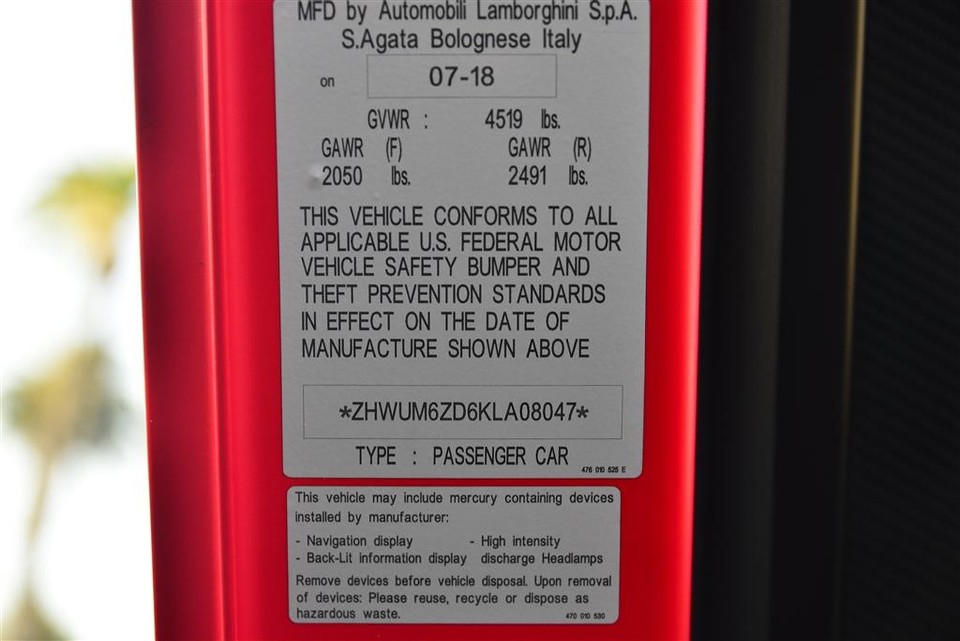 MFD by Automobili Lamborghini S.p.A.
S.Agata Bolognese Italy
on 07-18
GVWR : 4519 lbs.
GAWR (F) GAWR (R)
2050 lbs. 2491 lbs.
THIS VEHICLE CONFORMS TO ALL
APPLICABLE U.S. FEDERAL MOTOR
VEHICLE SAFETY BUMPER AND
THEFT PREVENTION STANDARDS
IN EFFECT ON THE DATE OF
MANUFACTURE SHOWN ABOVE
*ZHWUM6ZD6KLA08047*
TYPE : PASSENGER CAR
476 010 525 E
This vehicle may include mercury containing devices
installed by manufacturer:
- Navigation display - High intensity
- Back-Lit information display discharge Headlamps
Remove devices before vehicle disposal. Upon removal
of devices: Please reuse, recycle or dispose as
hazardous waste.
470 010 530